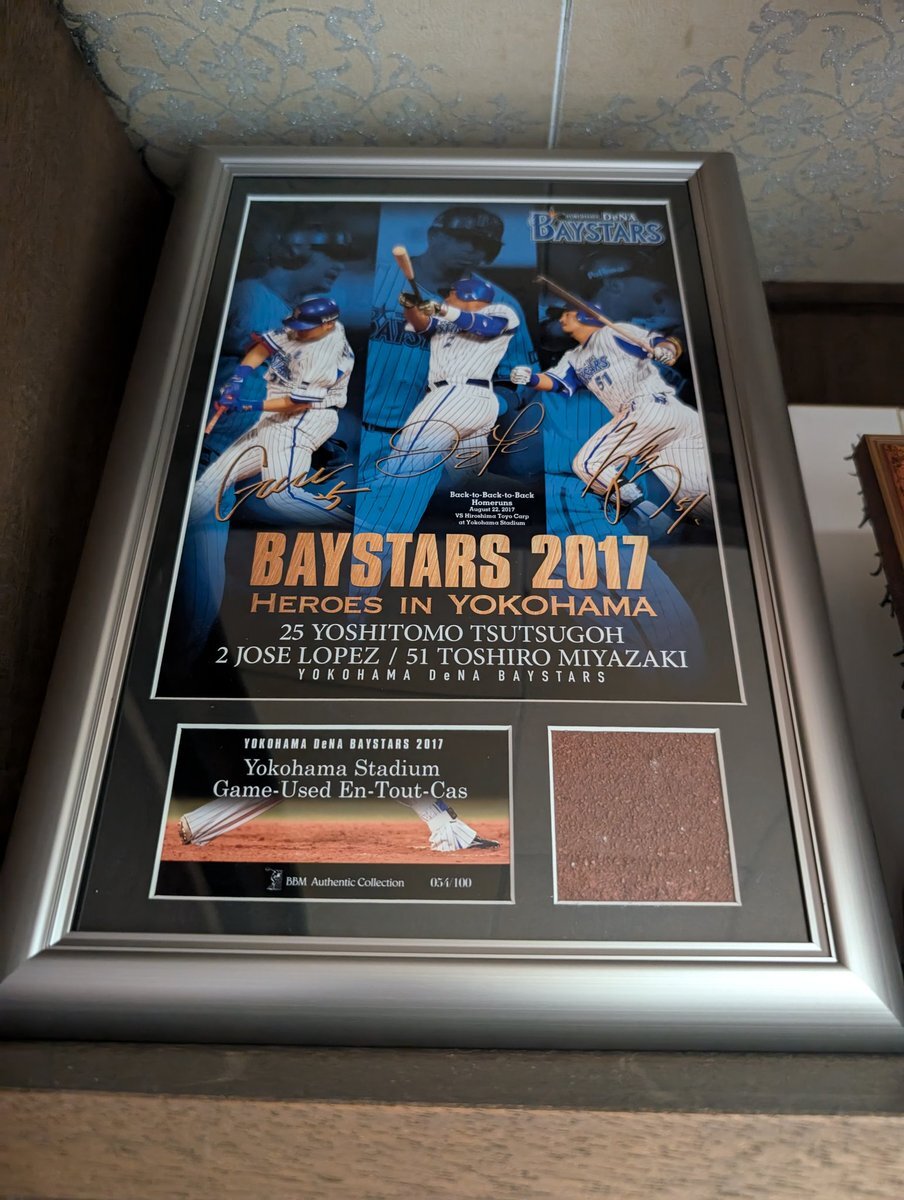 YOKOHAMA DeNA
BAYSTARS
51
Back-to-Back-to-Back
Homeruns
August 22, 2017
VS Hiroshima Toyo Carp
at Yokohama Stadium
BAYSTARS 2017
HEROES IN YOKOHAMA
25 YOSHITOMO TSUTSUGOH
2 JOSE LOPEZ / 51 TOSHIRO MIYAZAKI
YOKOHAMA DeNA BAYSTARS
YOKOHAMA DeNA BAYSTARS 2017
Yokohama Stadium
Game-Used En-Tout-Cas
BBM Authentic Collection 054/100